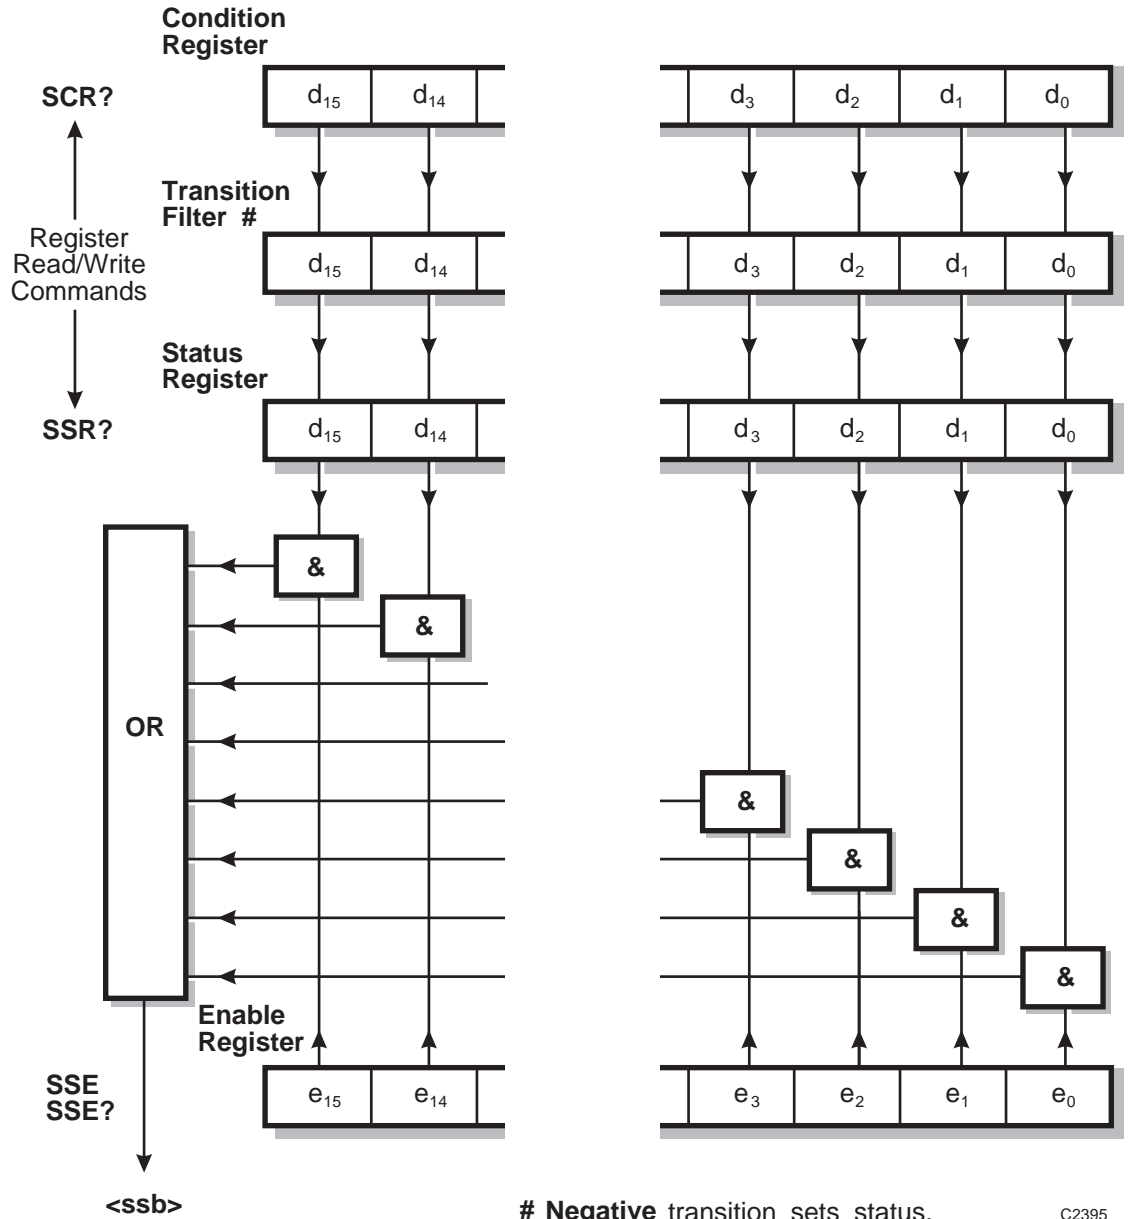 Condition
Register
SCR?
d15 d14 d3 d2 d1 d0
Transition
Filter #
Register
Read/Write
Commands
d15 d14 d3 d2 d1 d0
Status
Register
SSR?
d15 d14 d3 d2 d1 d0
&
&
OR
&
&
&
&
Enable
Register
SSE
SSE?
e15 e14 e3 e2 e1 e0
<ssb>
# Negative transition sets status.
C2395